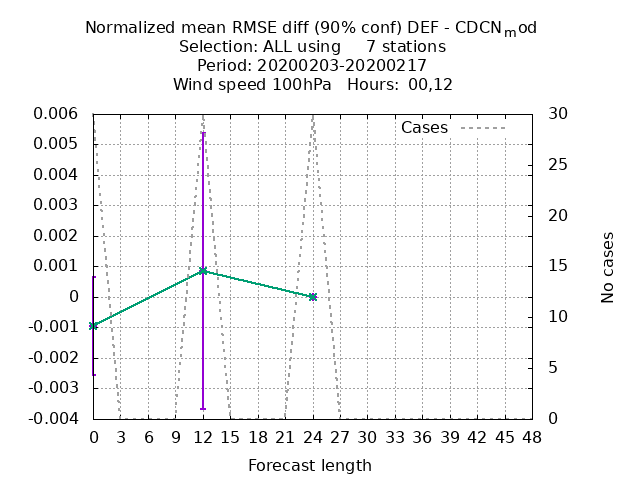 Normalized mean RMSE diff (90% conf) DEF - CDCNmod
Selection: ALL using 7 stations
Period: 20200203-20200217
Wind speed 100hPa Hours: 00,12
Cases
0.006
0.005
0.004
0.003
0.002
0.001
0
-0.001
-0.002
-0.003
-0.004
30
25
20
15
10
5
0
No cases
0 3 6 9 12 15 18 21 24 27 30 33 36 39 42 45 48
Forecast length